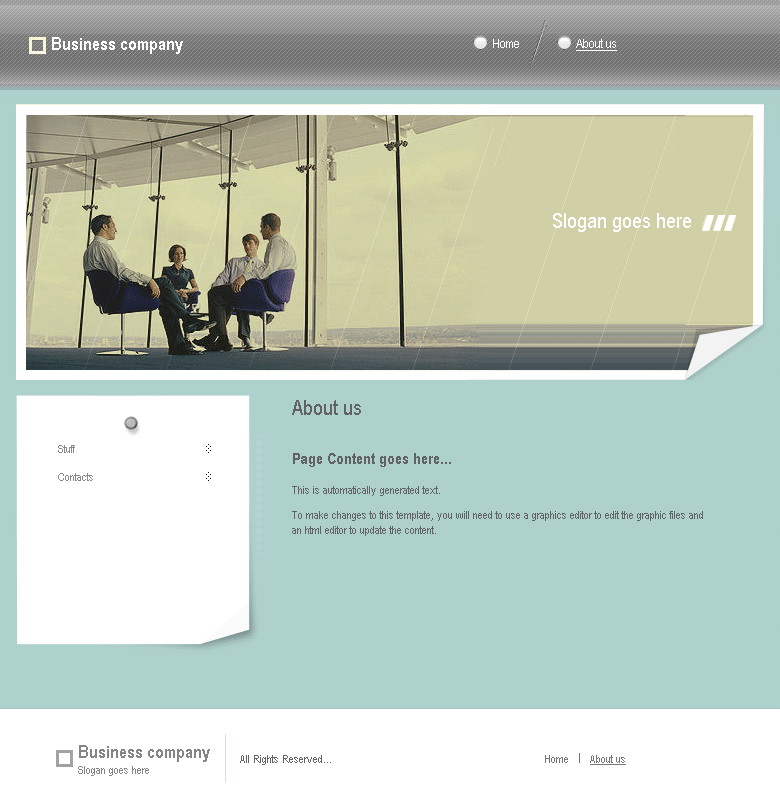 Business company
Home
About us
Slogan goes here
Stuff
Contacts
About us
Page Content goes here...
This is automatically generated text.
To make changes to this template, you will need to use a graphics editor to edit the graphic files and
an html editor to update the content.
Business company
Slogan goes here
All Rights Reserved...
Home | About us